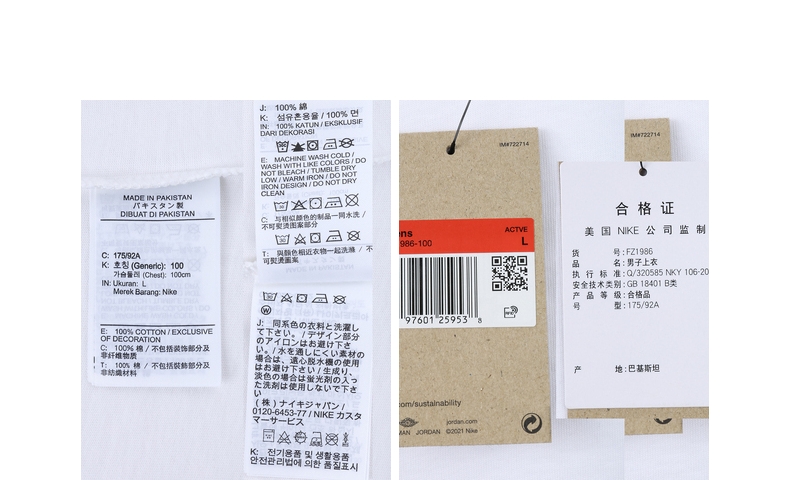 MADE IN PAKISTAN
パキスタン製
DIBUAT DI PAKISTAN
C: 175/92A
K: 호칭 (Generic): 100
가슴둘레 (Chest): 100cm
IN: Ukuran: L
Merek Barang: Nike
E: 100% COTTON / EXCLUSIVE
OF DECORATION
C: 100% 棉 / 不包括装饰部分及
非纤维物质
T: 100% 棉 / 不包括裝飾部分及
非紡織材料
J: 100% 綿
K: 섬유혼용율 / 100% 면
IN: 100% KATUN / EKSKLUSIF
DARI DEKORASI
E: MACHINE WASH COLD /
WASH WITH LIKE COLORS / DO
NOT BLEACH / TUMBLE DRY
LOW / WARM IRON / DO NOT
IRON DESIGN / DO NOT DRY
CLEAN
C: 与相似颜色的制品一同水洗 /
不可熨烫图案部分
T: 與顏色相近衣物一起洗滌 / 不
可熨燙圖案
J: 同系色の衣料と洗濯し
て下さい。/ デザイン部分
のアイロンはお避け下さ
い。/ 水を通しにくい素材の
場合は、遠心脱水機の使用
はお避け下さい / 生成り、
淡色の場合は蛍光剤の入っ
た洗剤は使用しないで下さ
い
(株) ナイキジャパン /
0120-6453-77 / NIKE カスタ
マーサービス
K: 전기용품 및 생활용품
안전관리법에 의한 품질표시
IM#722714
ens
986-100
ACTVE
L
97601 25953 8
com/sustainability
MAN JORDAN
jordan.com
©2021 Nike
IM#722714
合格证
美国 NIKE 公司监制
货号: FZ1986
品名: 男子上衣
执行标准: Q/320585 NKY 106-20
安全技术类别: GB 18401 B类
产品等级: 合格品
号型: 175/92A
产地: 巴基斯坦